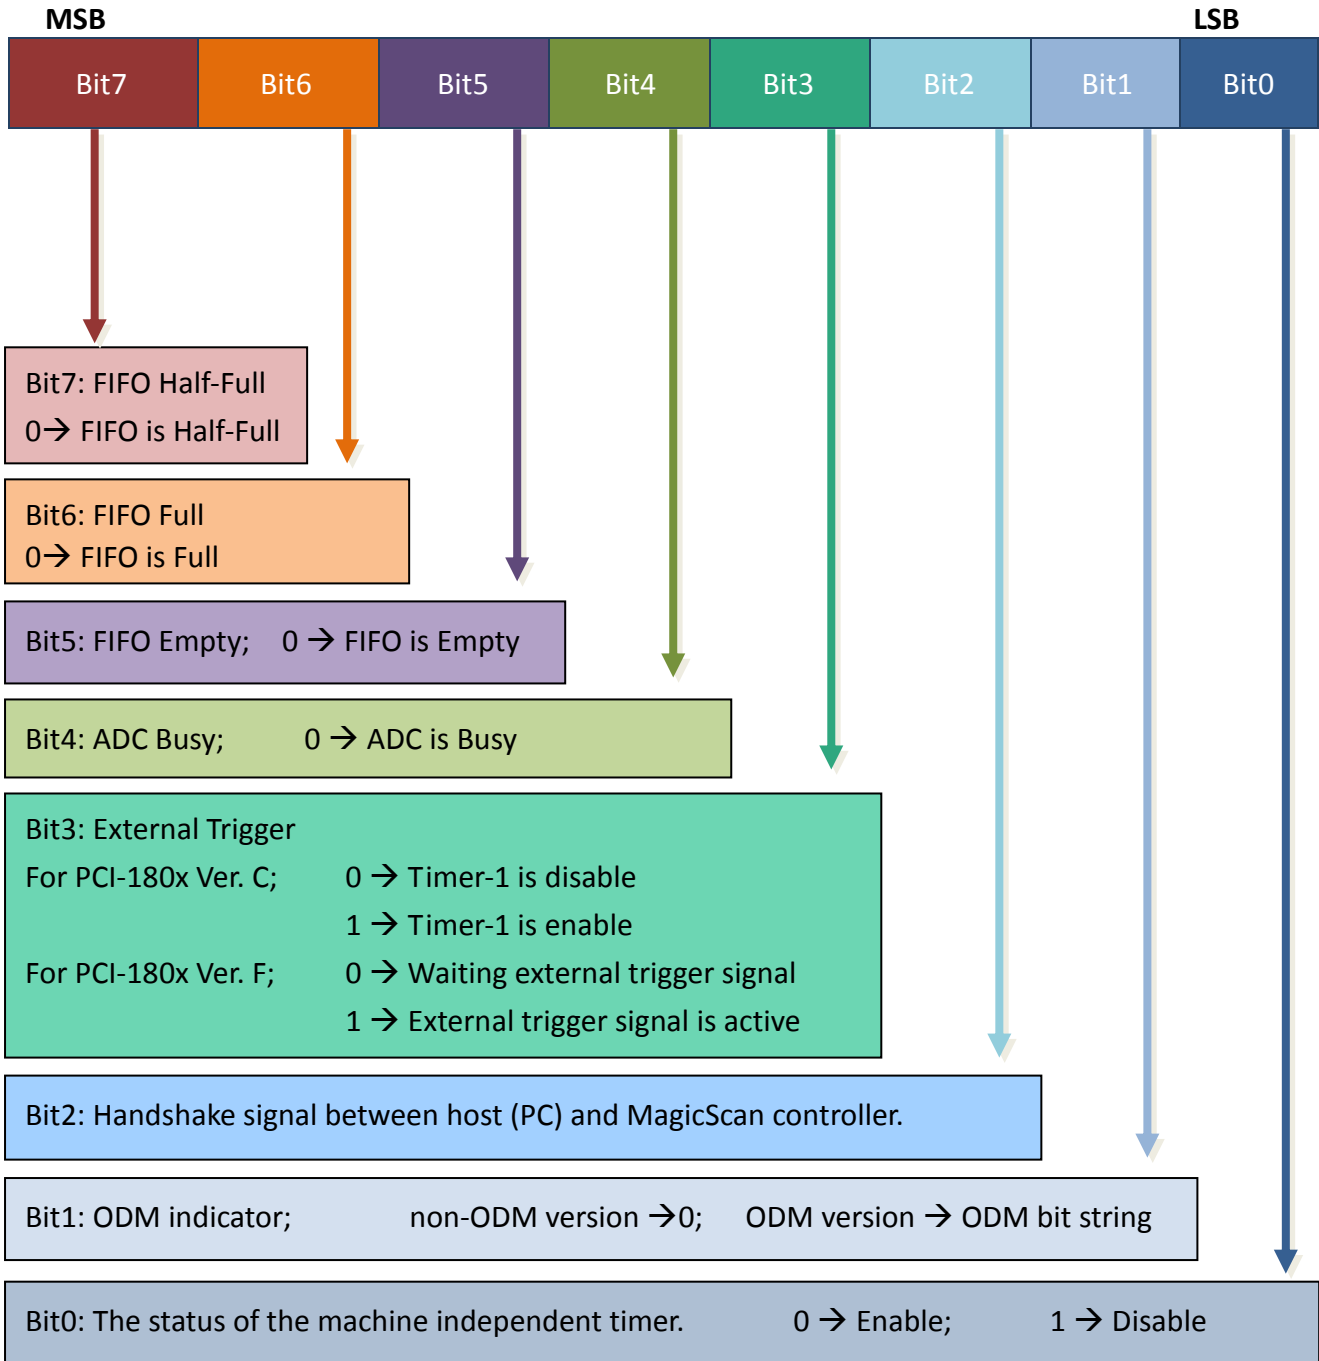 MSB LSB
Bit7 Bit6 Bit5 Bit4 Bit3 Bit2 Bit1 Bit0
Bit7: FIFO Half-Full
0→ FIFO is Half-Full
Bit6: FIFO Full
0→ FIFO is Full
Bit5: FIFO Empty; 0 → FIFO is Empty
Bit4: ADC Busy; 0 → ADC is Busy
Bit3: External Trigger
For PCI-180x Ver. C; 0 → Timer-1 is disable
1 → Timer-1 is enable
For PCI-180x Ver. F; 0 → Waiting external trigger signal
1 → External trigger signal is active
Bit2: Handshake signal between host (PC) and MagicScan controller.
Bit1: ODM indicator; non-ODM version →0; ODM version → ODM bit string
Bit0: The status of the machine independent timer. 0 → Enable; 1 → Disable